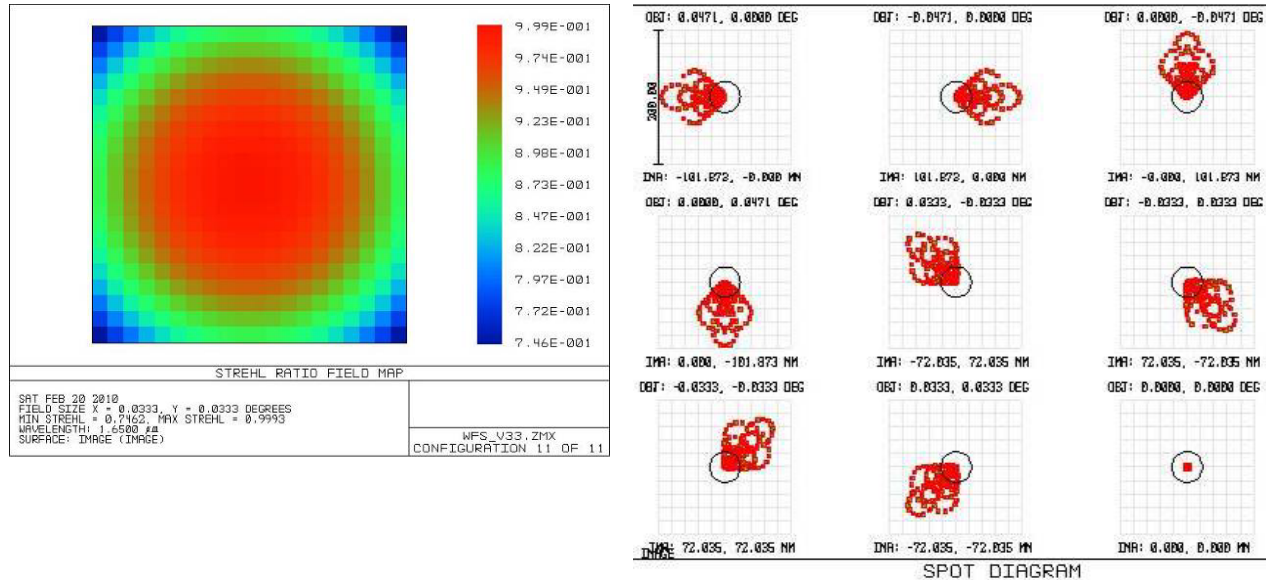 9.99E-001
9.74E-001
9.49E-001
9.23E-001
8.98E-001
8.73E-001
8.47E-001
8.22E-001
7.97E-001
7.72E-001
7.46E-001
STREHL RATIO FIELD MAP
SAT FEB 20 2010
FIELD SIZE X = 0.0333, Y = 0.0333 DEGREES
MIN STREHL = 0.7462, MAX STREHL = 0.9993
WAVELENGTH: 1.6500 µm
SURFACE: IMAGE (IMAGE)
WFS_V33.ZMX
CONFIGURATION 11 OF 11
OBJ: 0.0471, 0.0000 DEG
OBJ: -0.0471, 0.0000 DEG
OBJ: 0.0000, -0.0471 DEG
200.00
IMA: -101.872, -0.000 MM
IMA: 101.872, 0.000 MM
IMA: -0.000, 101.873 MM
OBJ: 0.0000, 0.0471 DEG
OBJ: 0.0333, -0.0333 DEG
OBJ: -0.0333, 0.0333 DEG
IMA: 0.000, -101.873 MM
IMA: -72.035, 72.035 MM
IMA: 72.035, -72.035 MM
OBJ: -0.0333, -0.0333 DEG
OBJ: 0.0333, 0.0333 DEG
OBJ: 0.0000, 0.0000 DEG
IMA: 72.035, 72.035 MM
IMA: -72.035, -72.035 MM
IMA: 0.000, 0.000 MM
IMAGE
SPOT DIAGRAM